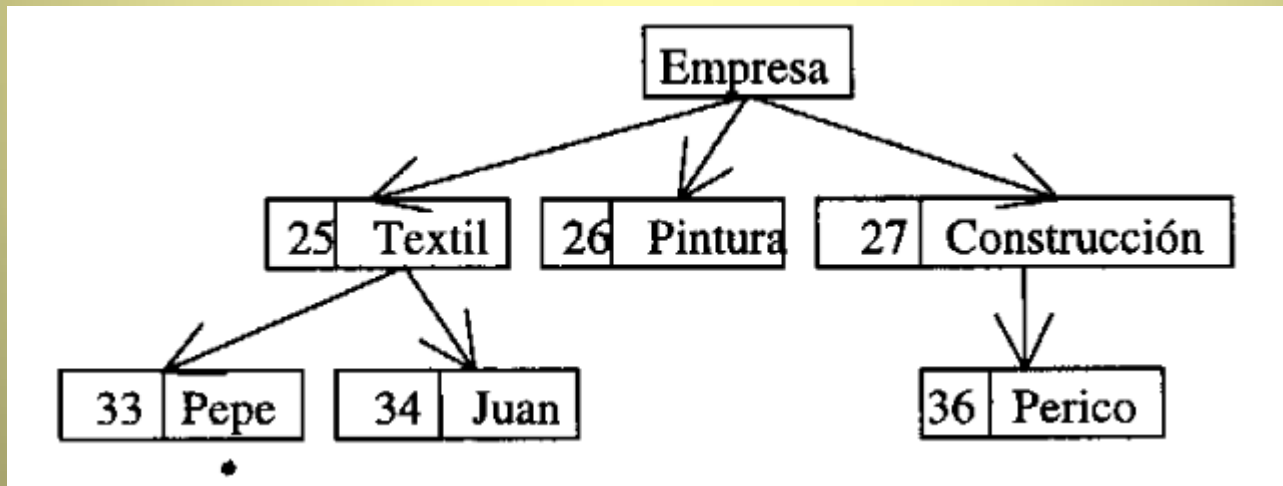 Empresa
25 Textil 26 Pintura 27 Construcción
33 Pepe 34 Juan 36 Perico